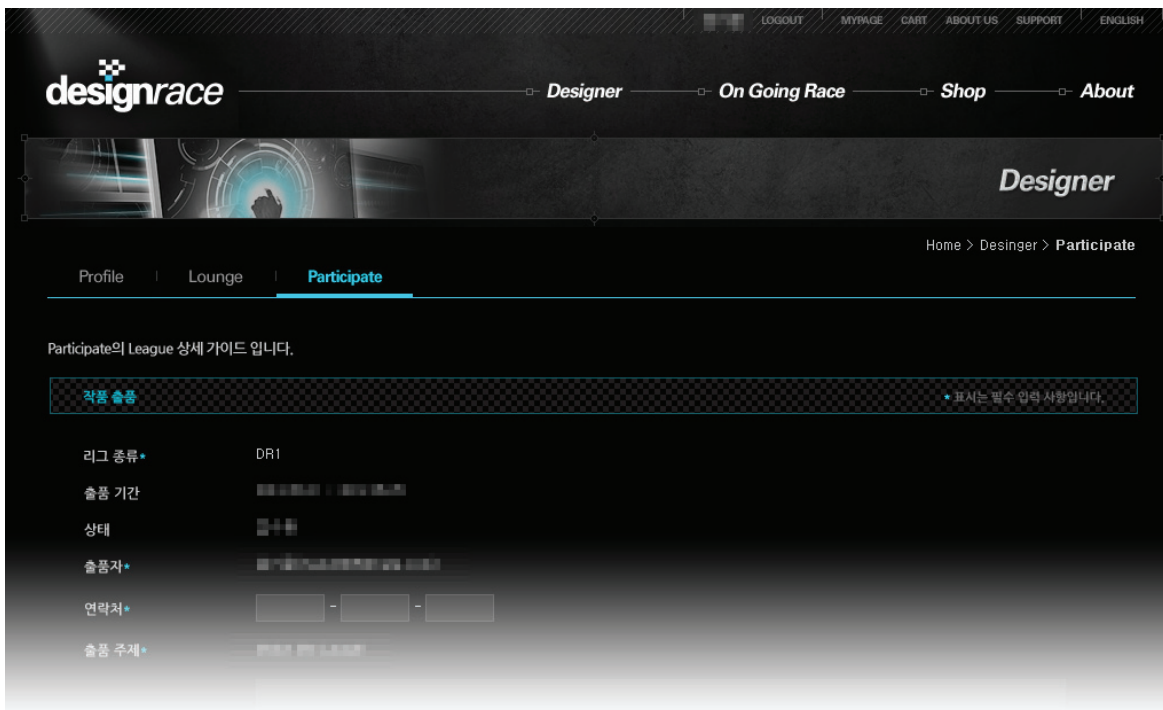 LOGOUT MYPAGE CART ABOUT US SUPPORT ENGLISH
designrace
Designer On Going Race Shop About
Designer
Home > Desinger > Participate
Profile Lounge Participate
Participate의 League 상세 가이드 입니다.
작품 출품 * 표시는 필수 입력 사항입니다.
리그 종류* DR1
출품 기간
상태
출품자*
연락처* - -
출품 주제*